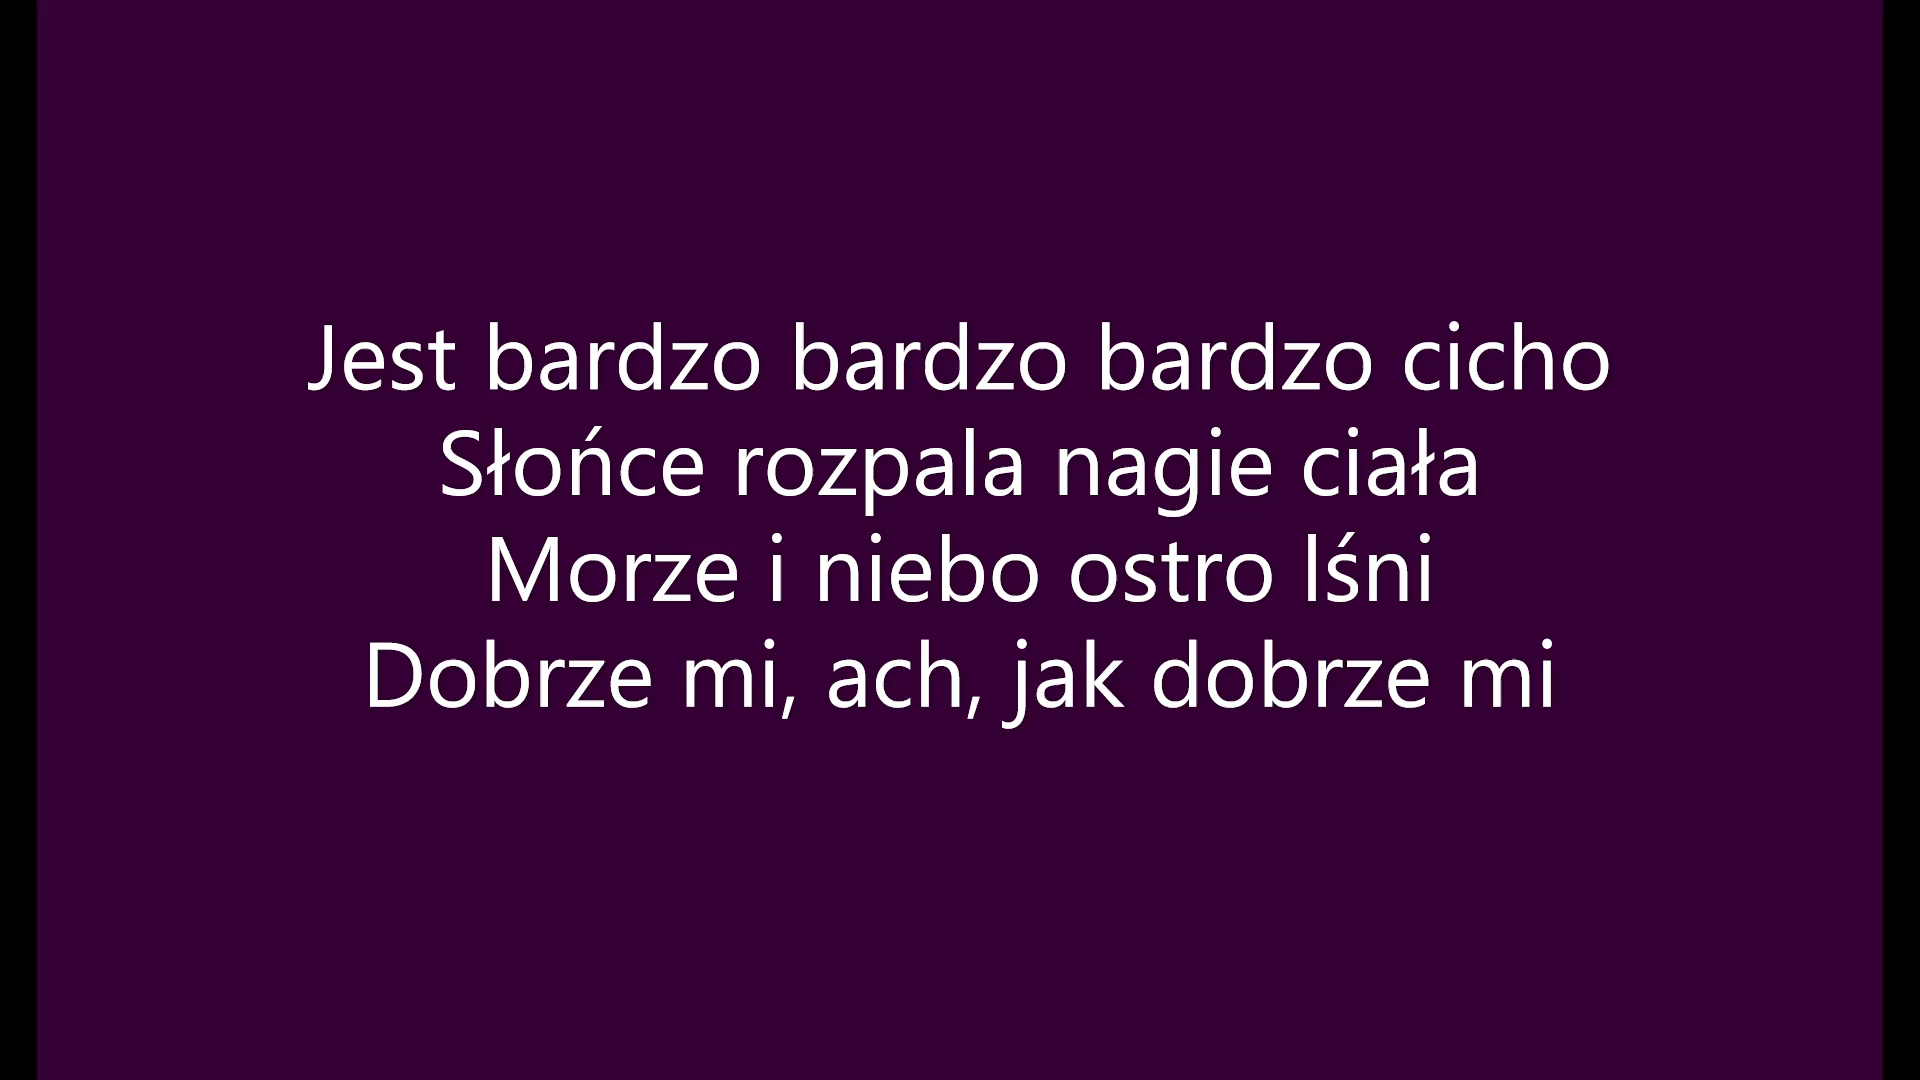 Jest bardzo bardzo bardzo cicho
Słońce rozpala nagie ciała
Morze i niebo ostro lśni
Dobrze mi, ach, jak dobrze mi